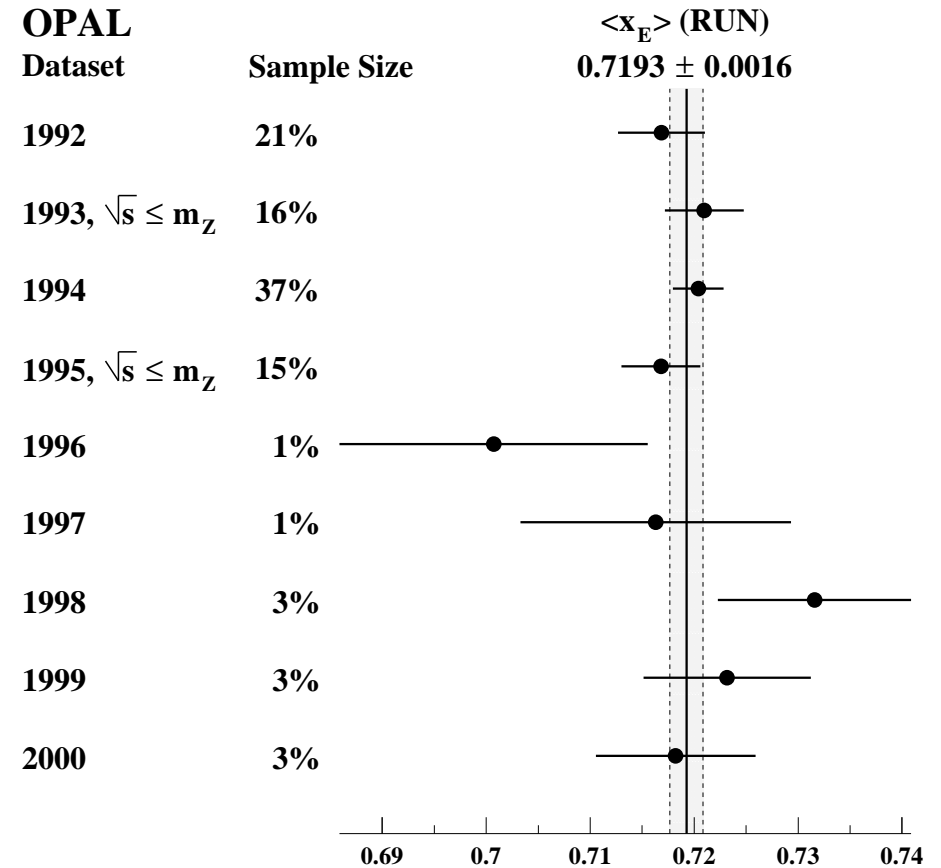 OPAL <x_E> (RUN)
Dataset Sample Size 0.7193 ± 0.0016
1992 21%
1993, √s ≤ m_Z 16%
1994 37%
1995, √s ≤ m_Z 15%
1996 1%
1997 1%
1998 3%
1999 3%
2000 3%
0.69 0.7 0.71 0.72 0.73 0.74